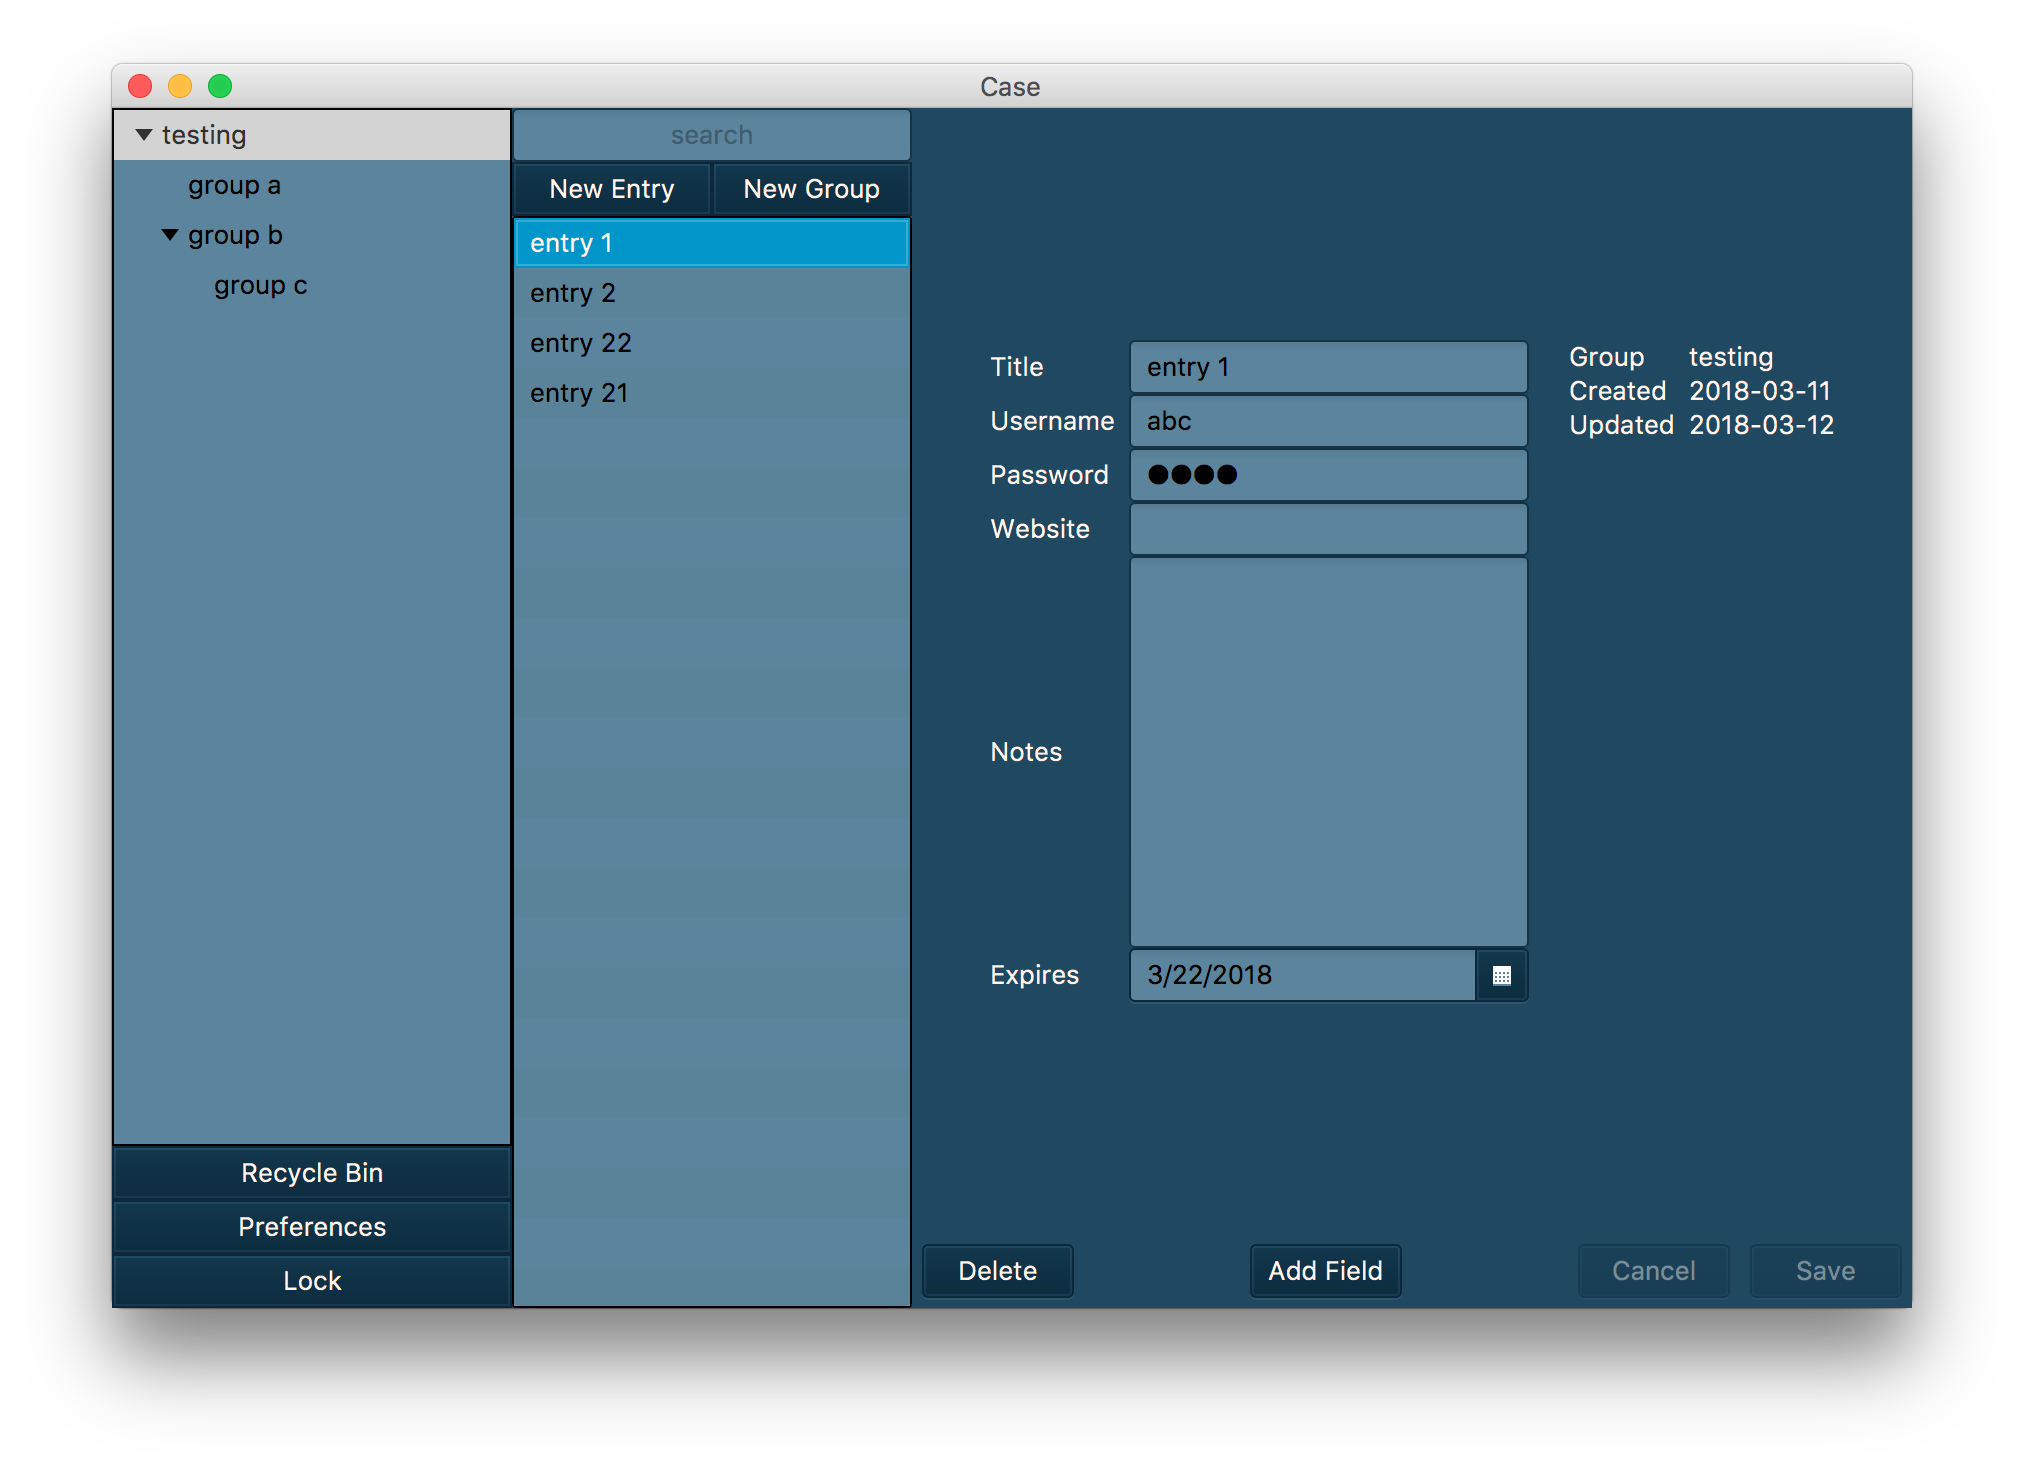 Case
testing
group a
group b
group c
Recycle Bin
Preferences
Lock
search
New Entry New Group
entry 1
entry 2
entry 22
entry 21
Title entry 1
Username abc
Password ●●●●
Website
Notes
Expires 3/22/2018
Group testing
Created 2018-03-11
Updated 2018-03-12
Delete Add Field Cancel Save